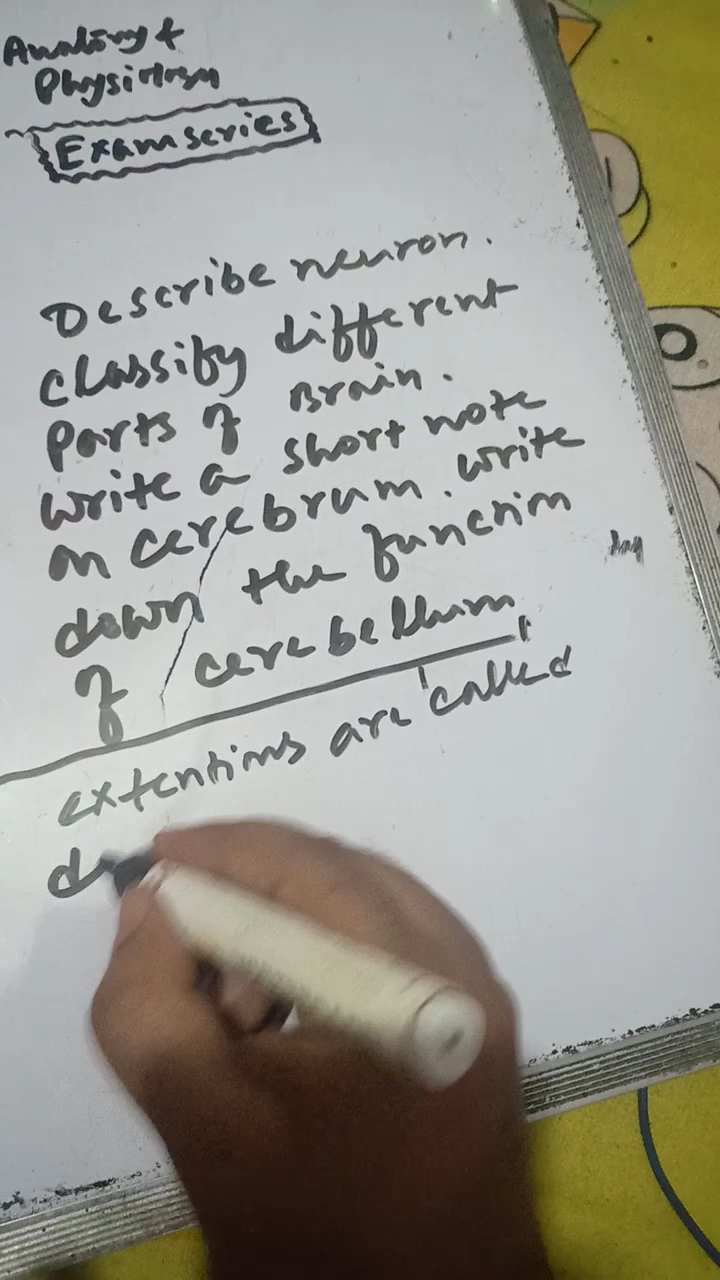 Anatomy &
Physiology
Exam series
Describe neuron.
classify different
parts of Brain.
write a short note
on cerebrum. write
down the function
of cerebellum
extentions are called
d